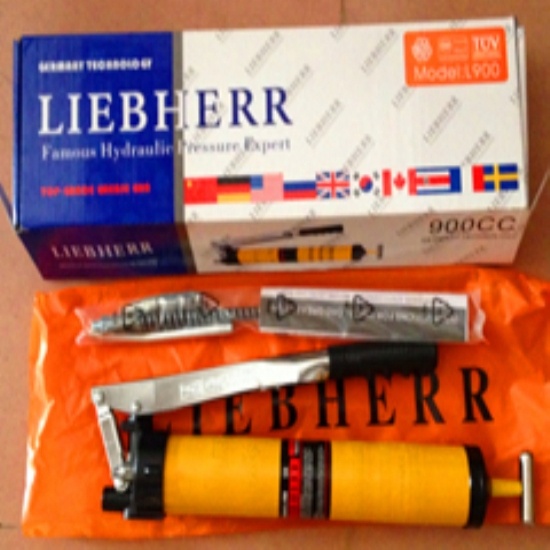 GERMANY TECHNOLOGY
TÜV
Model:L900
LIEBHERR
Famous Hydraulic Pressure Expert
900CC
LIEBHERR
LIEBHERR